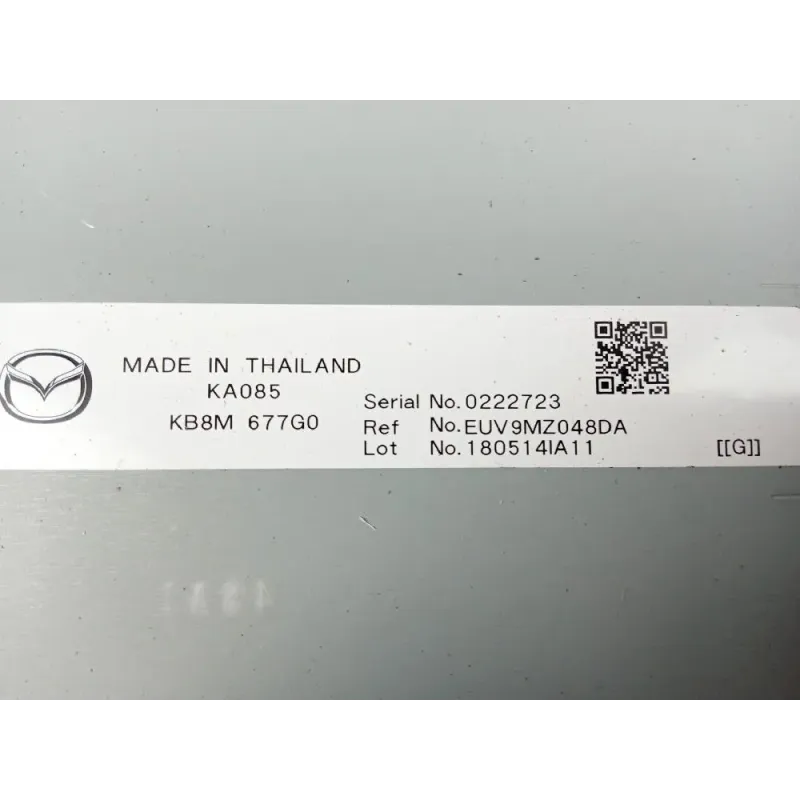 MADE IN THAILAND
KA085
KB8M 677G0
Serial No.0222723
Ref No.EUV9MZ048DA
Lot No.180514IA11
[[G]]